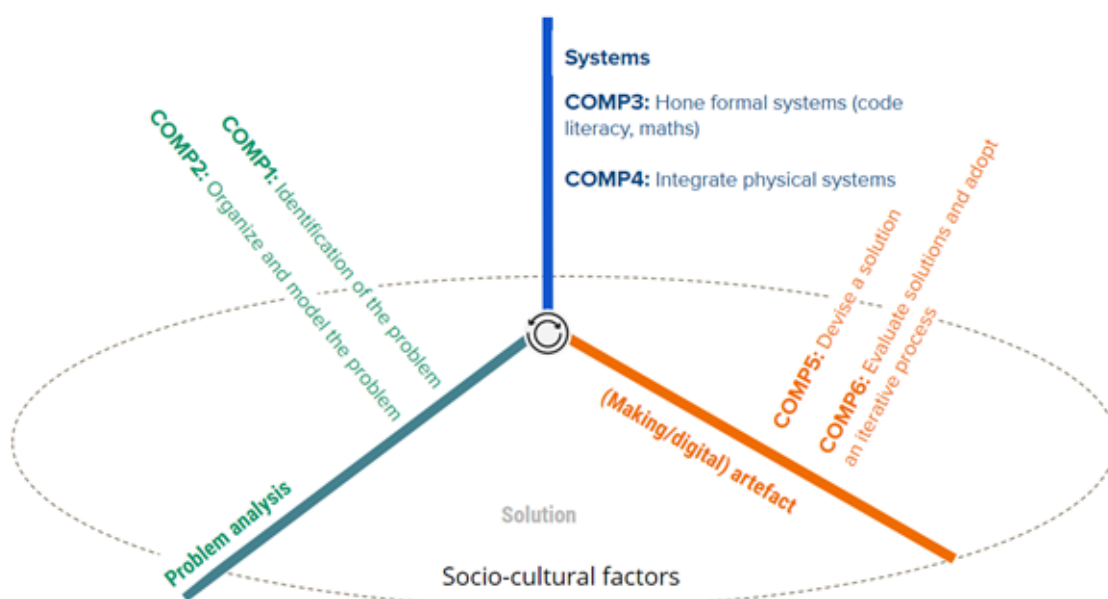 Systems
COMP3: Hone formal systems (code
literacy, maths)
COMP4: Integrate physical systems
COMP1: Identification of the problem
COMP2: Organize and model the problem
Problem analysis
COMP5: Devise a solution
COMP6: Evaluate solutions and adopt
an iterative process
(Making/digital) artefact
Solution
Socio-cultural factors